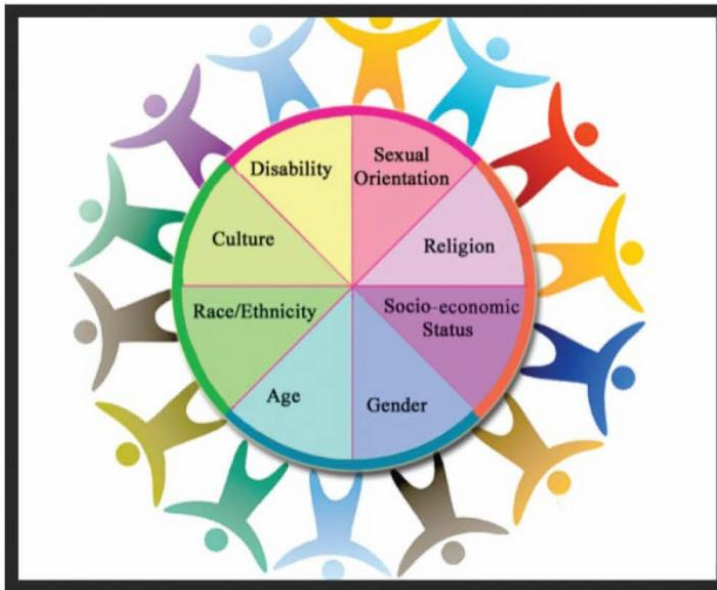 Disability
Sexual
Orientation
Culture
Religion
Race/Ethnicity
Socio-economic
Status
Age
Gender